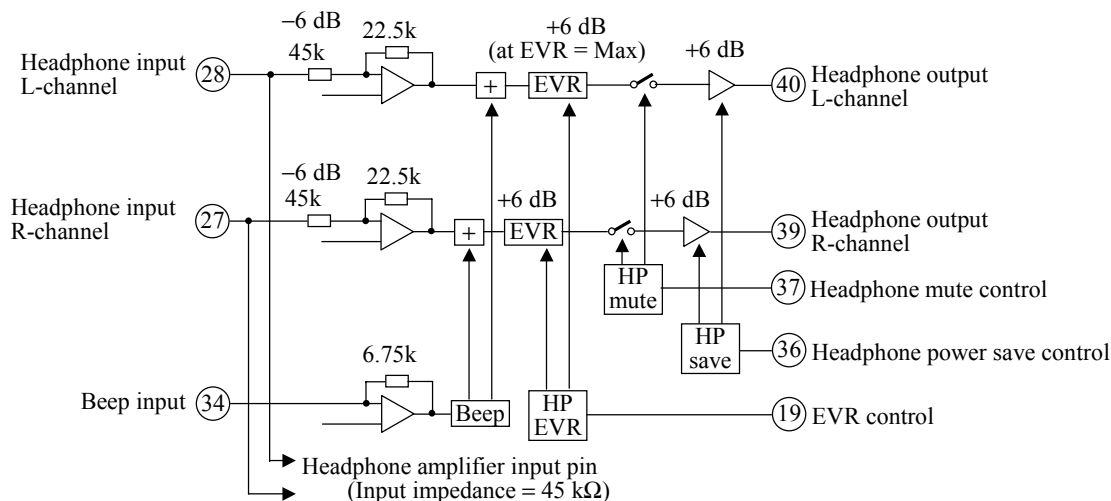 −6 dB
22.5k
+6 dB
(at EVR = Max)
+6 dB
Headphone input
L-channel
28
45k
+
EVR
40
Headphone output
L-channel
−6 dB
22.5k
+6 dB
+6 dB
Headphone input
R-channel
27
45k
+
EVR
39
Headphone output
R-channel
HP
mute
37
Headphone mute control
HP
save
36
Headphone power save control
6.75k
Beep input
34
Beep
HP
EVR
19
EVR control
Headphone amplifier input pin
(Input impedance = 45 kΩ)